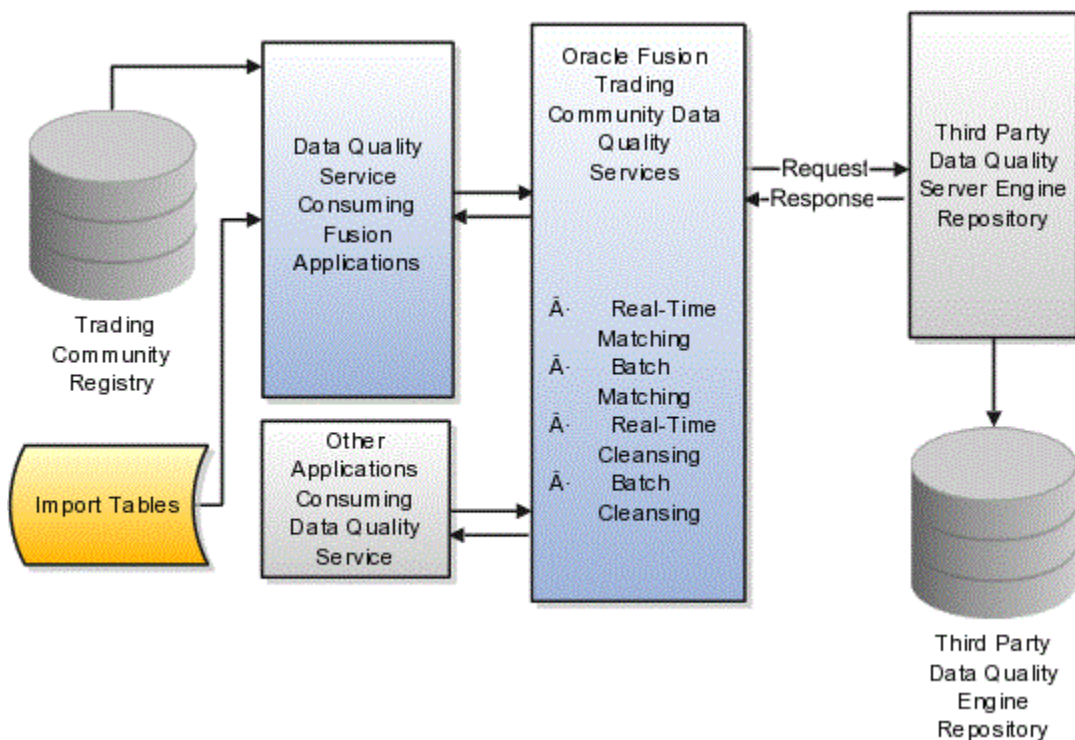 Trading
Community
Registry
Import Tables
Data Quality
Service
Consuming
Fusion
Applications
Other
Applications
Consuming
Data Quality
Service
Oracle Fusion
Trading
Community Data
Quality
Services
Â· Real-Time
Matching
Â· Batch
Matching
Â· Real-Time
Cleansing
Â· Batch
Cleansing
Request
Response
Third Party
Data Quality
Server Engine
Repository
Third Party
Data Quality
Engine
Repository